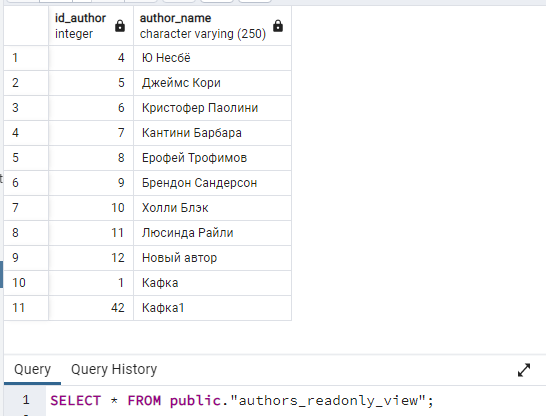 id_author author_name
integer character varying (250)
1 4 Ю Несбё
2 5 Джеймс Кори
3 6 Кристофер Паолини
4 7 Кантини Барбара
5 8 Ерофей Трофимов
6 9 Брендон Сандерсон
7 10 Холли Блэк
8 11 Люсинда Райли
9 12 Новый автор
10 1 Кафка
11 42 Кафка1
Query Query History
1 SELECT * FROM public."authors_readonly_view";